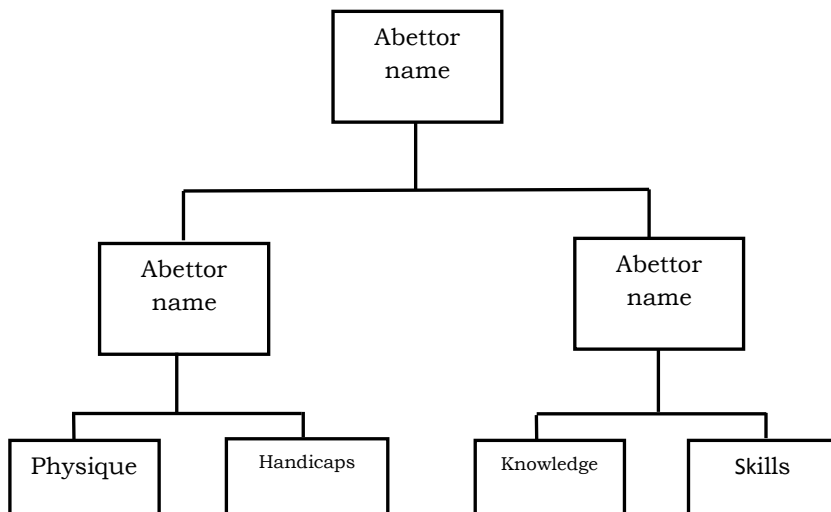 Abettor
name
Abettor
name
Abettor
name
Physique
Handicaps
Knowledge
Skills